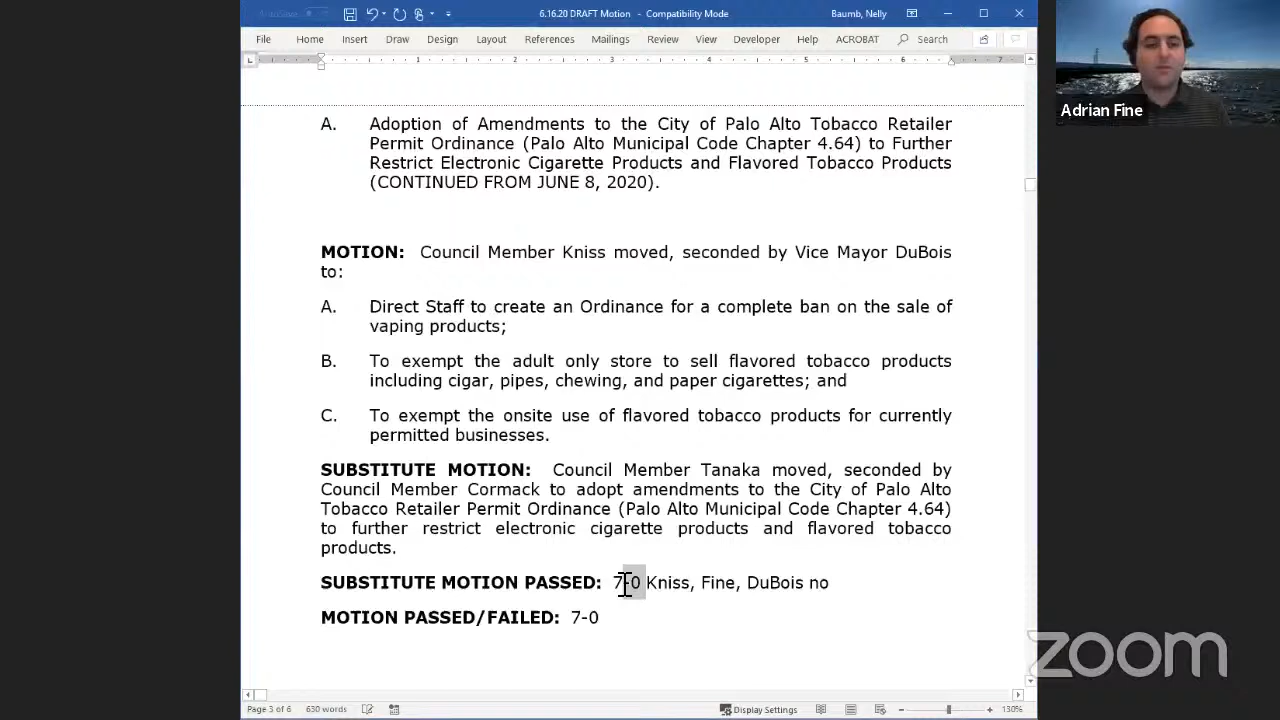 6.16.20 DRAFT Motion - Compatibility Mode
Baumb, Nelly
File Home Insert Draw Design Layout References Mailings Review View Developer Help ACROBAT Search
1 2 3 4 5 6 7
Adrian Fine
A. Adoption of Amendments to the City of Palo Alto Tobacco Retailer
Permit Ordinance (Palo Alto Municipal Code Chapter 4.64) to Further
Restrict Electronic Cigarette Products and Flavored Tobacco Products
(CONTINUED FROM JUNE 8, 2020).
MOTION: Council Member Kniss moved, seconded by Vice Mayor DuBois
to:
A. Direct Staff to create an Ordinance for a complete ban on the sale of
vaping products;
B. To exempt the adult only store to sell flavored tobacco products
including cigar, pipes, chewing, and paper cigarettes; and
C. To exempt the onsite use of flavored tobacco products for currently
permitted businesses.
SUBSTITUTE MOTION: Council Member Tanaka moved, seconded by
Council Member Cormack to adopt amendments to the City of Palo Alto
Tobacco Retailer Permit Ordinance (Palo Alto Municipal Code Chapter 4.64)
to further restrict electronic cigarette products and flavored tobacco
products.
SUBSTITUTE MOTION PASSED: 7-0 Kniss, Fine, DuBois no
MOTION PASSED/FAILED: 7-0
zoom
Page 3 of 6 630 words Display Settings 130%